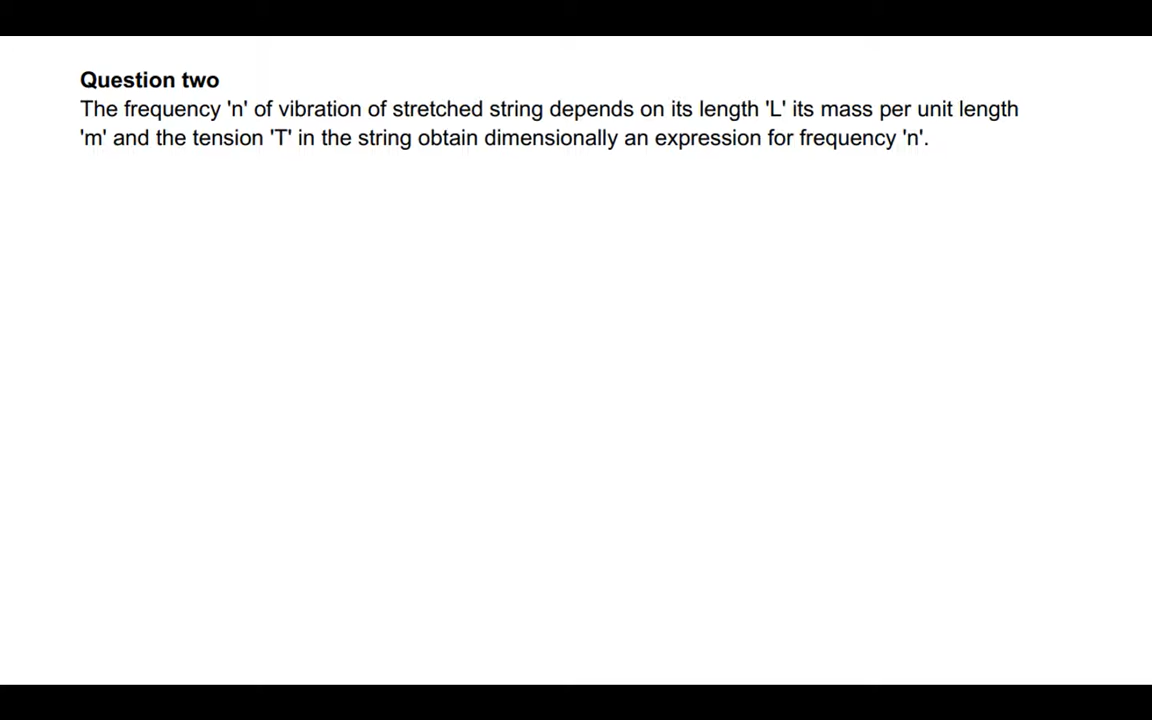 Question two
The frequency 'n' of vibration of stretched string depends on its length 'L' its mass per unit length
'm' and the tension 'T' in the string obtain dimensionally an expression for frequency 'n'.